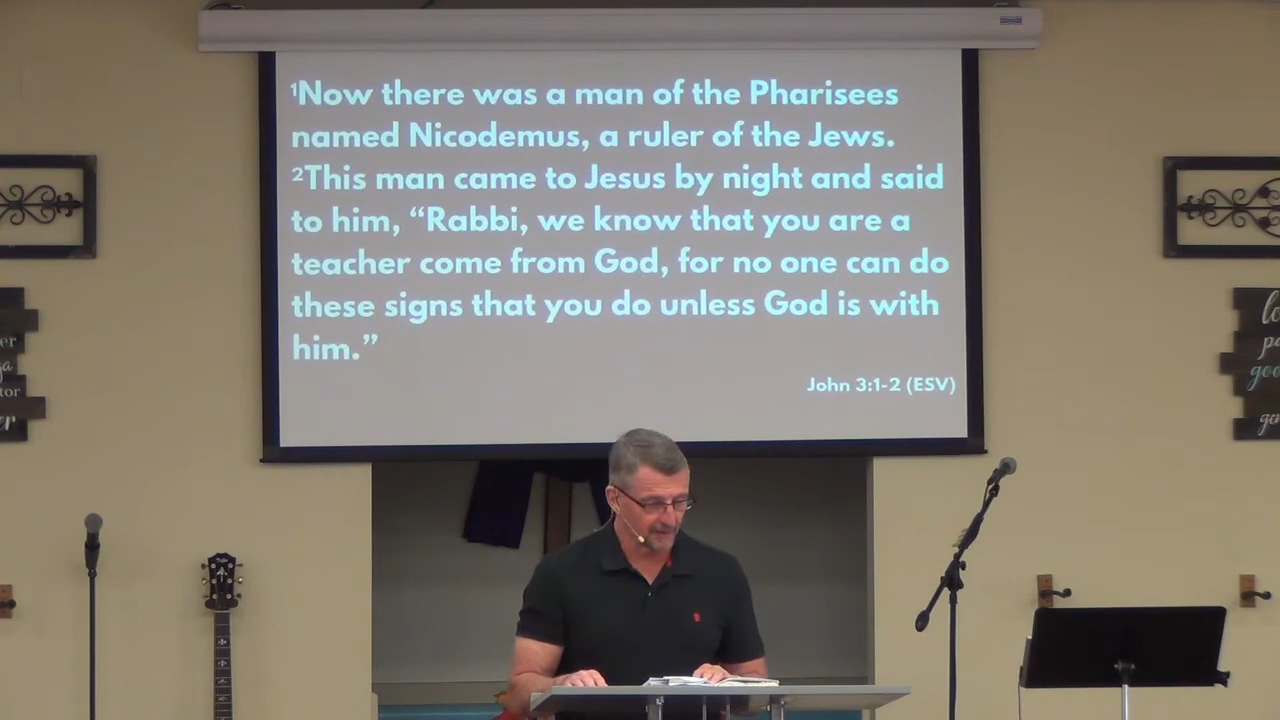 ¹Now there was a man of the Pharisees
named Nicodemus, a ruler of the Jews.
²This man came to Jesus by night and said
to him, “Rabbi, we know that you are a
teacher come from God, for no one can do
these signs that you do unless God is with
him.”
John 3:1-2 (ESV)